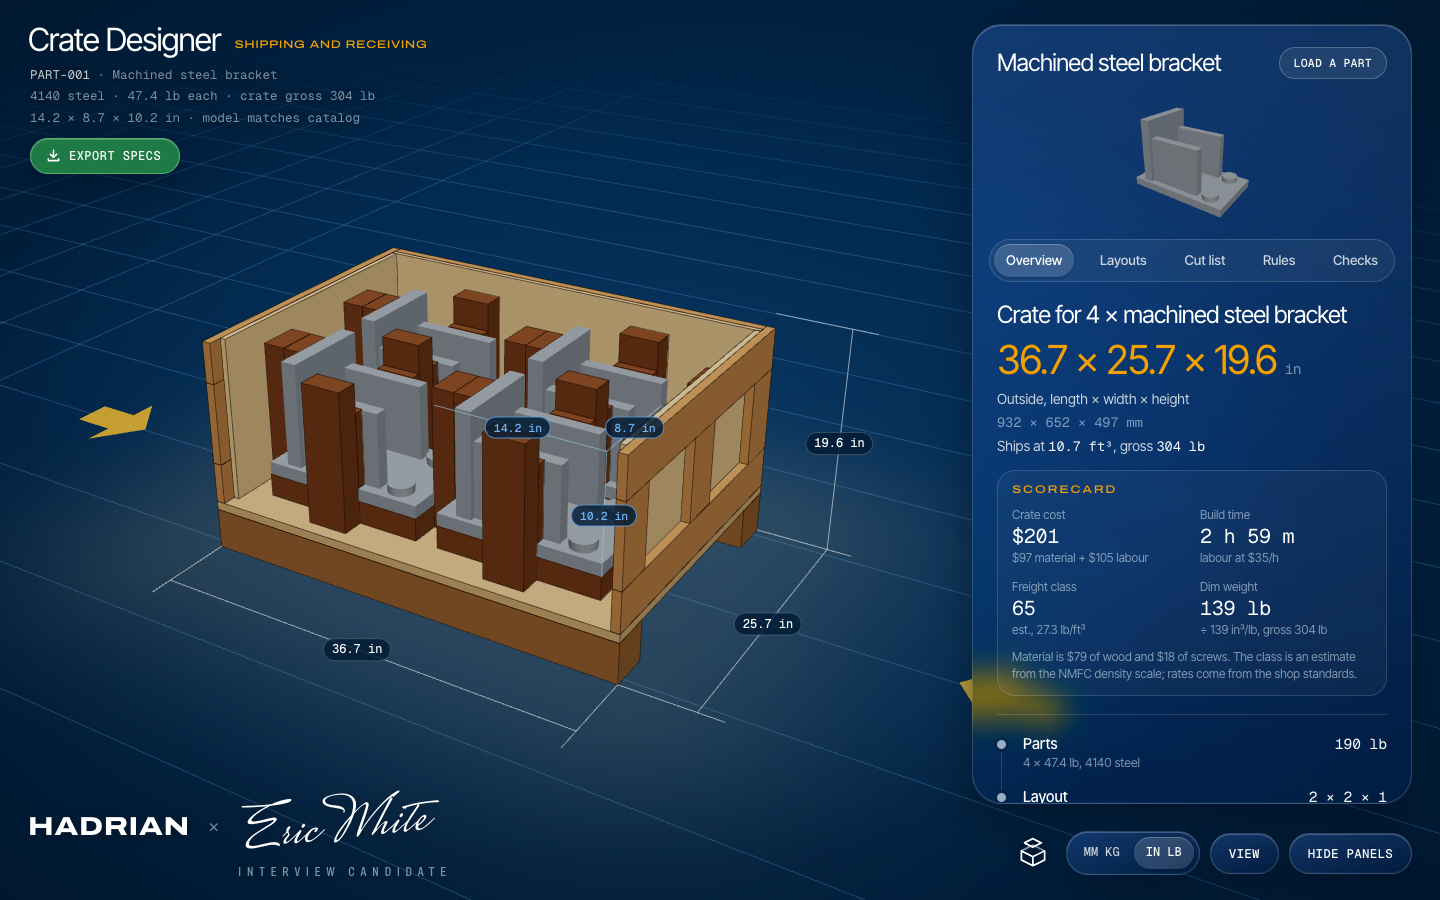 Crate Designer SHIPPING AND RECEIVING
PART-001 · Machined steel bracket
4140 steel · 47.4 lb each · crate gross 304 lb
14.2 × 8.7 × 10.2 in · model matches catalog
EXPORT SPECS
14.2 in
8.7 in
10.2 in
19.6 in
25.7 in
36.7 in
HADRIAN × Eric White
INTERVIEW CANDIDATE
Machined steel bracket
LOAD A PART
Overview Layouts Cut list Rules Checks
Crate for 4 × machined steel bracket
36.7 × 25.7 × 19.6 in
Outside, length × width × height
932 × 652 × 497 mm
Ships at 10.7 ft³, gross 304 lb
SCORECARD
Crate cost
$201
$97 material + $105 labour
Build time
2 h 59 m
labour at $35/h
Freight class
65
est., 27.3 lb/ft³
Dim weight
139 lb
÷ 139 in³/lb, gross 304 lb
Material is $79 of wood and $18 of screws. The class is an estimate
from the NMFC density scale; rates come from the shop standards.
Parts 190 lb
4 × 47.4 lb, 4140 steel
Layout 2 × 2 × 1
MM KG IN LB VIEW HIDE PANELS